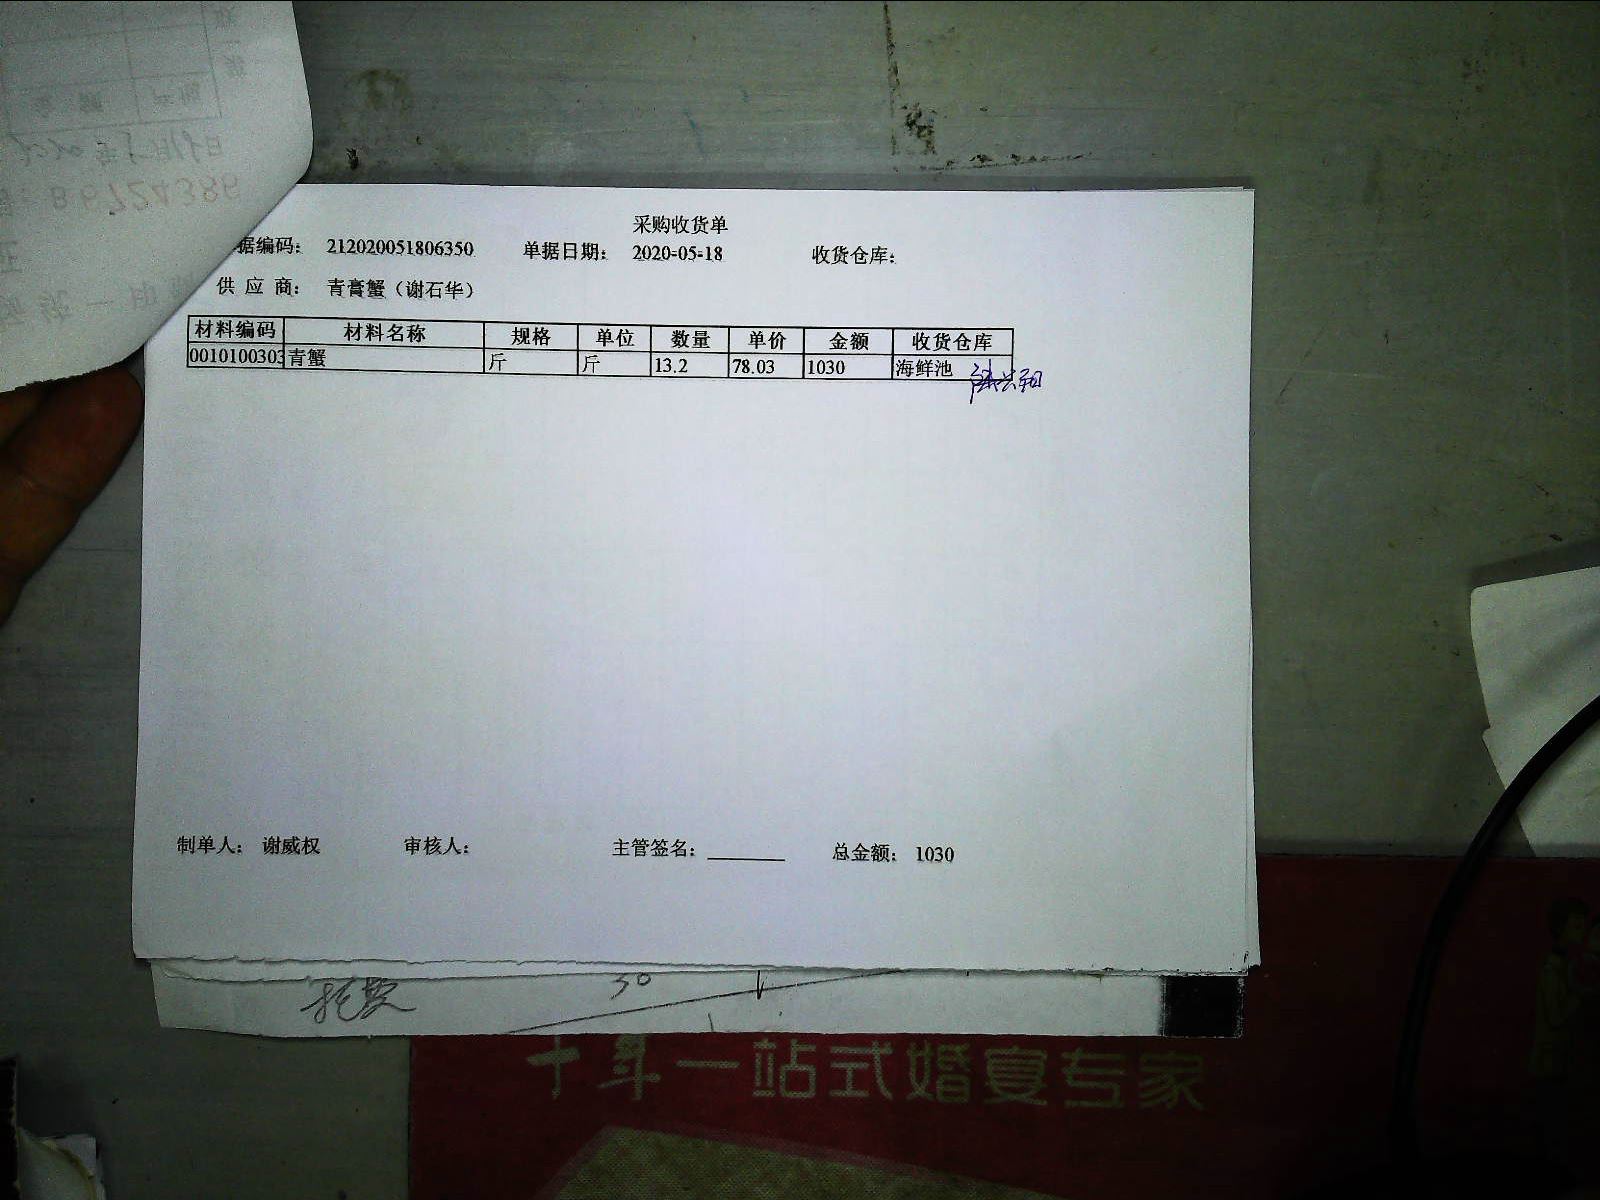 采购收货单
据编码： 212020051806350 单据日期： 2020-05-18 收货仓库：
供 应 商： 青膏蟹（谢石华）
材料编码 材料名称 规格 单位 数量 单价 金额 收货仓库
0010100303 青蟹 斤 斤 13.2 78.03 1030 海鲜池
制单人： 谢威权 审核人： 主管签名： 总金额： 1030
30
十年一站式婚宴专家